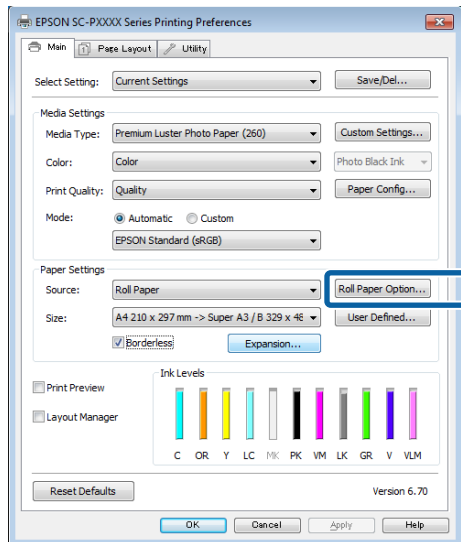 EPSON SC-PXXXX Series Printing Preferences
Main Page Layout Utility
Select Setting: Current Settings Save/Del...
Media Settings
Media Type: Premium Luster Photo Paper (260) Custom Settings...
Color: Color Photo Black Ink
Print Quality: Quality Paper Config...
Mode: Automatic Custom
EPSON Standard (sRGB)
Paper Settings
Source: Roll Paper Roll Paper Option...
Size: A4 210 x 297 mm -> Super A3 / B 329 x 48 User Defined...
Borderless Expansion...
Ink Levels
Print Preview
Layout Manager
C OR Y LC MK PK VM LK GR V VLM
Reset Defaults Version 6.70
OK Cancel Apply Help